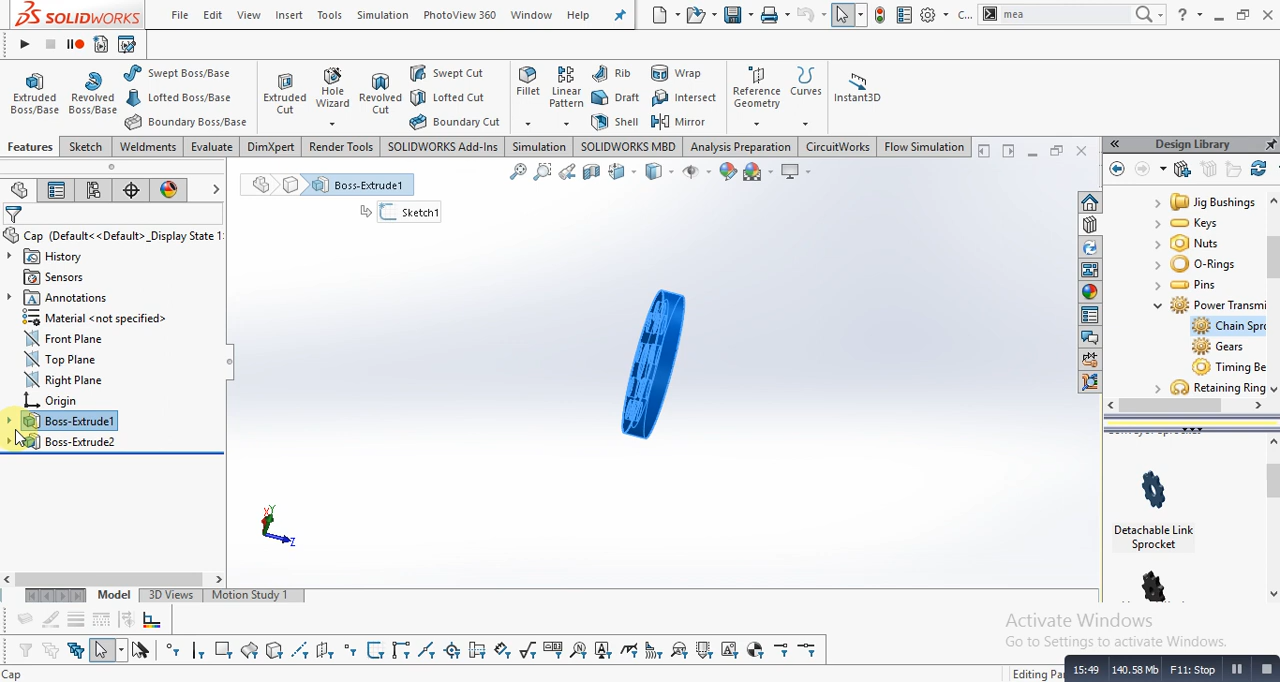 SOLIDWORKS File Edit View Insert Tools Simulation PhotoView 360 Window Help C... mea
Extruded Boss/Base Revolved Boss/Base Swept Boss/Base Lofted Boss/Base Boundary Boss/Base Extruded Cut Hole Wizard Revolved Cut Swept Cut Lofted Cut Boundary Cut Fillet Linear Pattern Rib Draft Shell Wrap Intersect Mirror Reference Geometry Curves Instant3D
Features Sketch Weldments Evaluate DimXpert Render Tools SOLIDWORKS Add-Ins Simulation SOLIDWORKS MBD Analysis Preparation CircuitWorks Flow Simulation Design Library
Boss-Extrude1
Sketch1
Cap (Default<<Default>_Display State 1
History
Sensors
Annotations
Material <not specified>
Front Plane
Top Plane
Right Plane
Origin
Boss-Extrude1
Boss-Extrude2
Jig Bushings
Keys
Nuts
O-Rings
Pins
Power Transmi
Chain Spro
Gears
Timing Be
Retaining Ring
Detachable Link
Sprocket
Y
X
Z
Model 3D Views Motion Study 1
Activate Windows
Go to Settings to activate Windows.
Cap Editing Pa 15:49 140.58 Mb F11: Stop